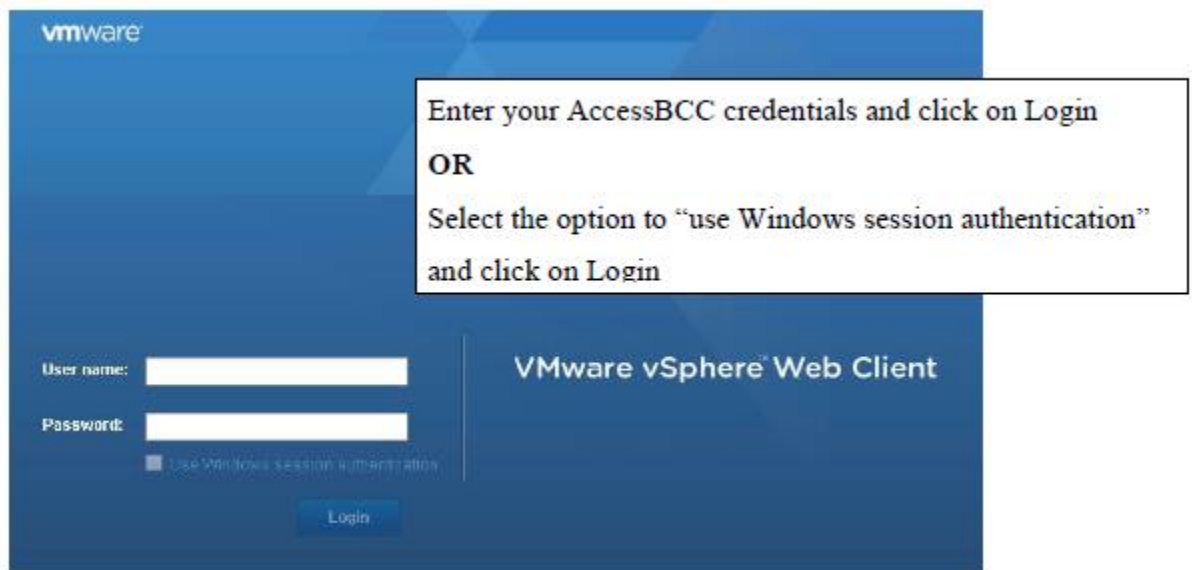 vmware
Enter your AccessBCC credentials and click on Login
OR
Select the option to “use Windows session authentication”
and click on Login
User name:
VMware vSphere™ Web Client
Password:
Use Windows session authentication
Login